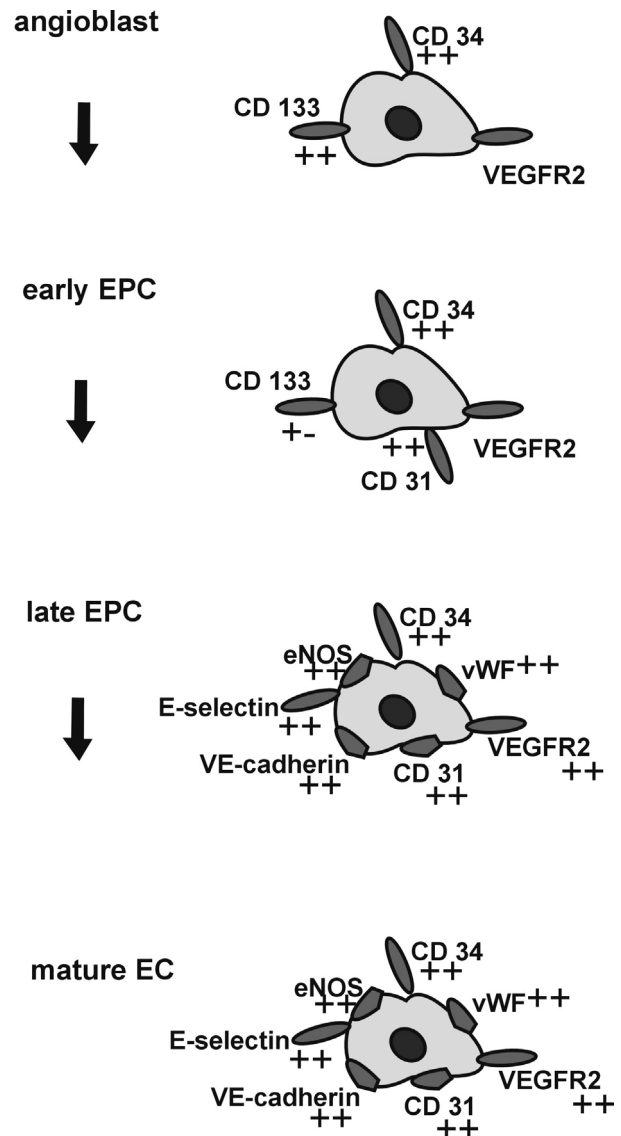 angioblast
CD 34
++
CD 133
++
VEGFR2
early EPC
CD 34
++
CD 133
+-
++
VEGFR2
CD 31
late EPC
CD 34
++
eNOS
++
vWF++
E-selectin
++
VEGFR2
++
VE-cadherin
++
CD 31
++
mature EC
CD 34
++
eNOS
++
vWF++
E-selectin
++
VEGFR2
++
VE-cadherin
++
CD 31
++